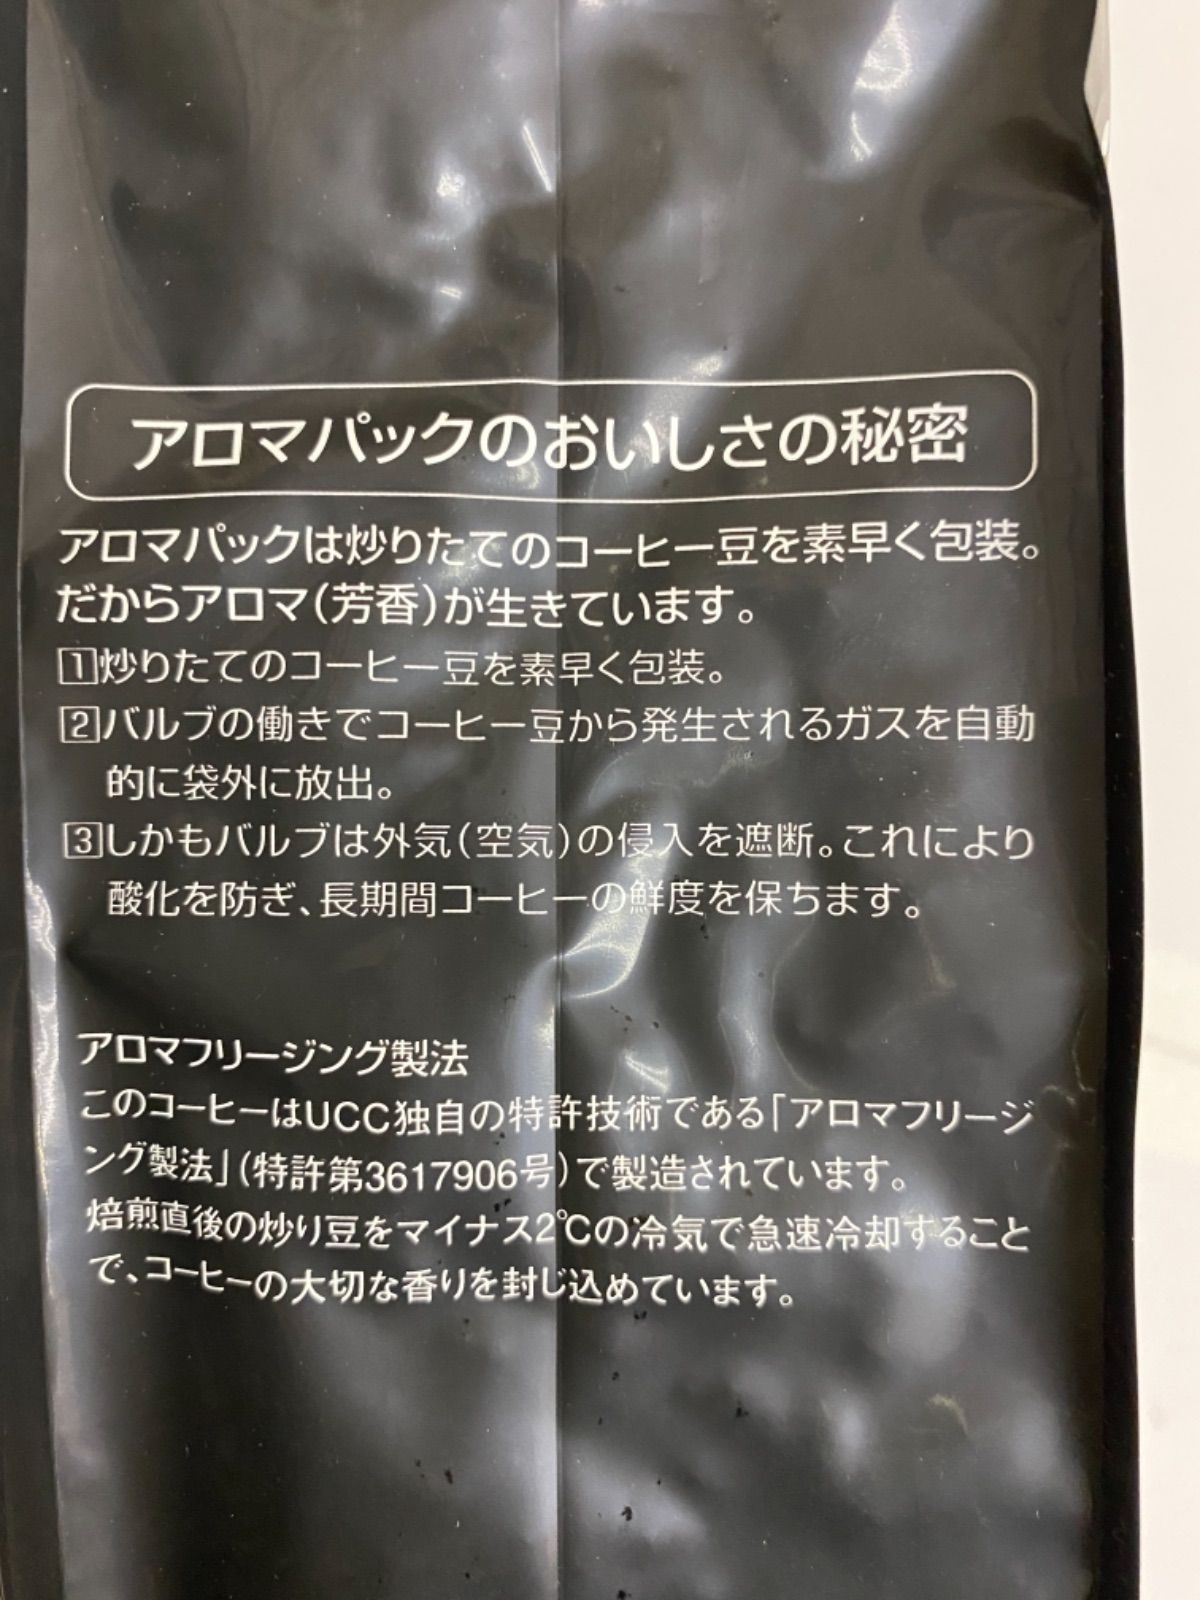 アロマパックのおいしさの秘密
アロマパックは炒りたてのコーヒー豆を素早く包装。
だからアロマ(芳香)が生きています。
1炒りたてのコーヒー豆を素早く包装。
2バルブの働きでコーヒー豆から発生されるガスを自動
的に袋外に放出。
3しかもバルブは外気(空気)の侵入を遮断。これにより
酸化を防ぎ、長期間コーヒーの鮮度を保ちます。
アロマフリージング製法
このコーヒーはUCC独自の特許技術である「アロマフリージ
ング製法」(特許第3617906号)で製造されています。
焙煎直後の炒り豆をマイナス2℃の冷気で急速冷却すること
で、コーヒーの大切な香りを封じ込めています。